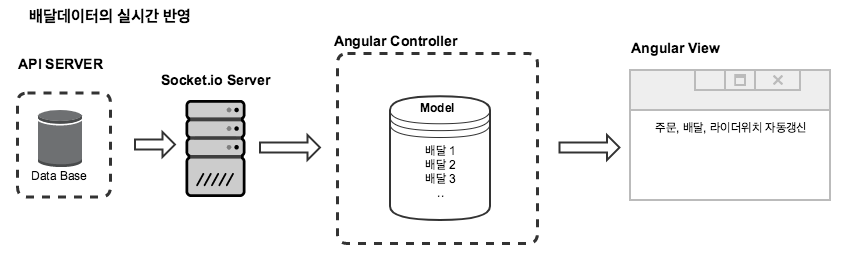 배달데이터의 실시간 반영
API SERVER
Data Base
Socket.io Server
Angular Controller
Model
배달 1
배달 2
배달 3
..
Angular View
주문, 배달, 라이더위치 자동갱신